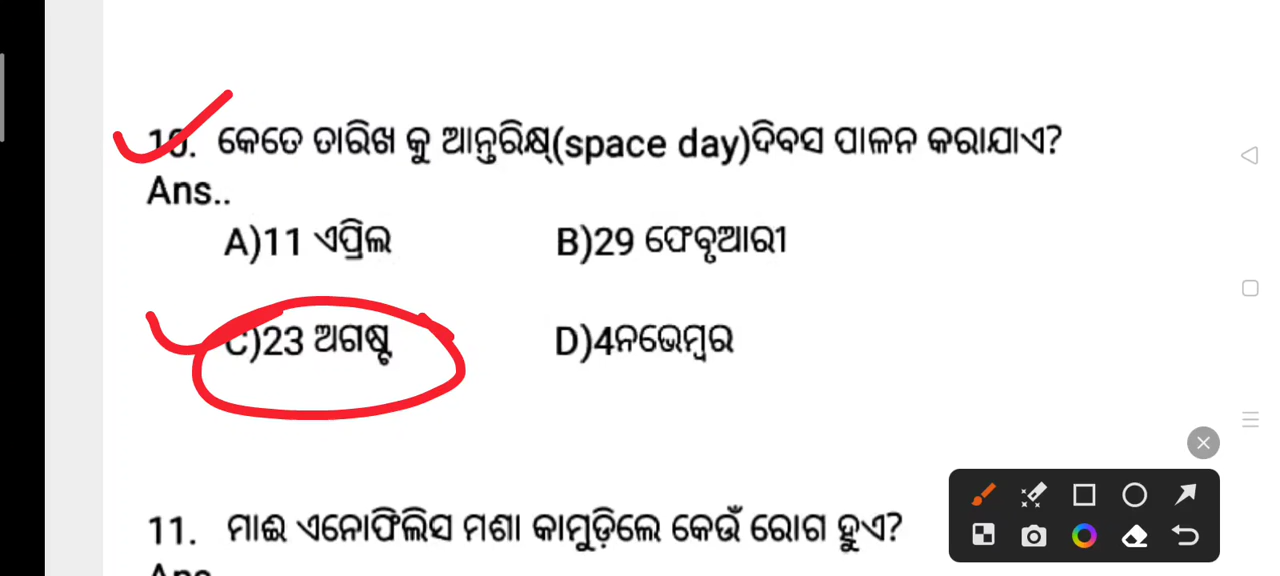 10. କେତେ ତାରିଖ କୁ ଆନ୍ତରିକ୍ଷ୍(space day)ଦିବସ ପାଳନ କରାଯାଏ?
Ans..
A)11 ଏପ୍ରିଲ B)29 ଫେବୃଆରୀ
C)23 ଅଗଷ୍ଟ D)4ନଭେମ୍ବର
11. ମାଈ ଏନୋଫିଲିସ ମଶା କାମୁଡ଼ିଲେ କେଉଁ ରୋଗ ହୁଏ?
Ans